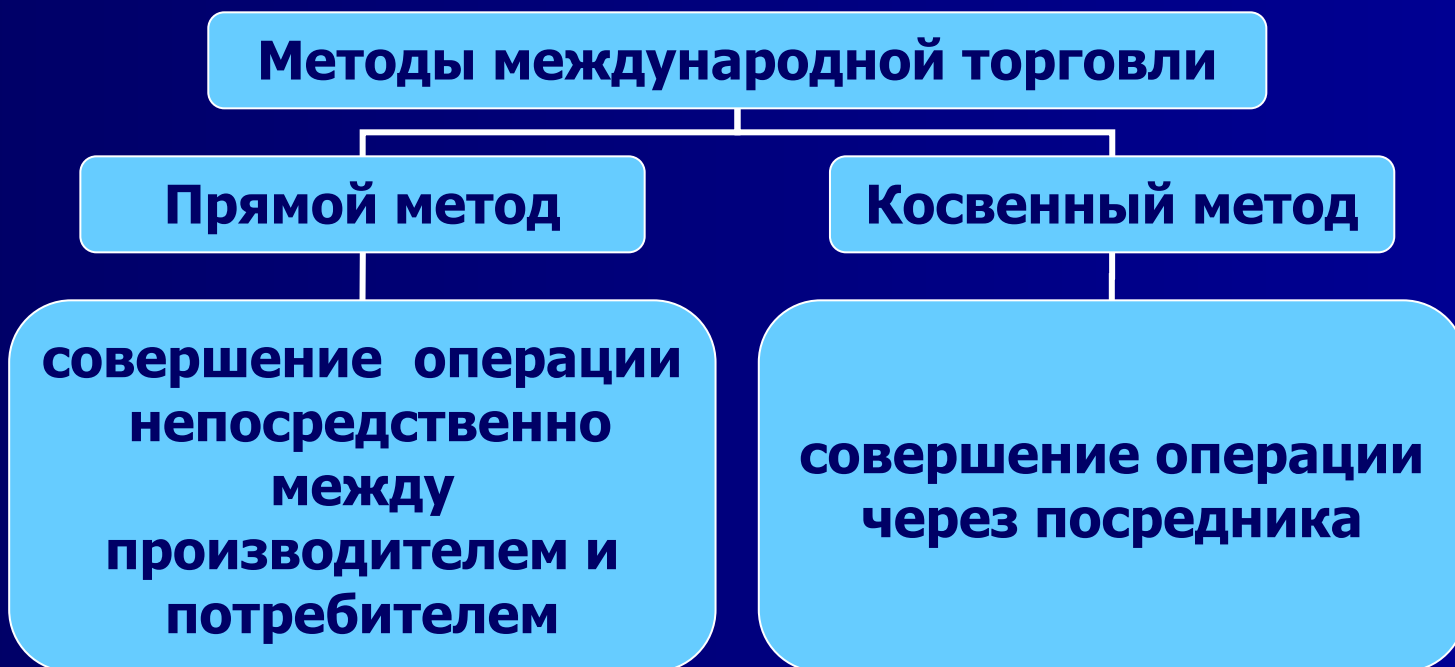 Методы международной торговли
Прямой метод
Косвенный метод
совершение операции
непосредственно
между
производителем и
потребителем
совершение операции
через посредника